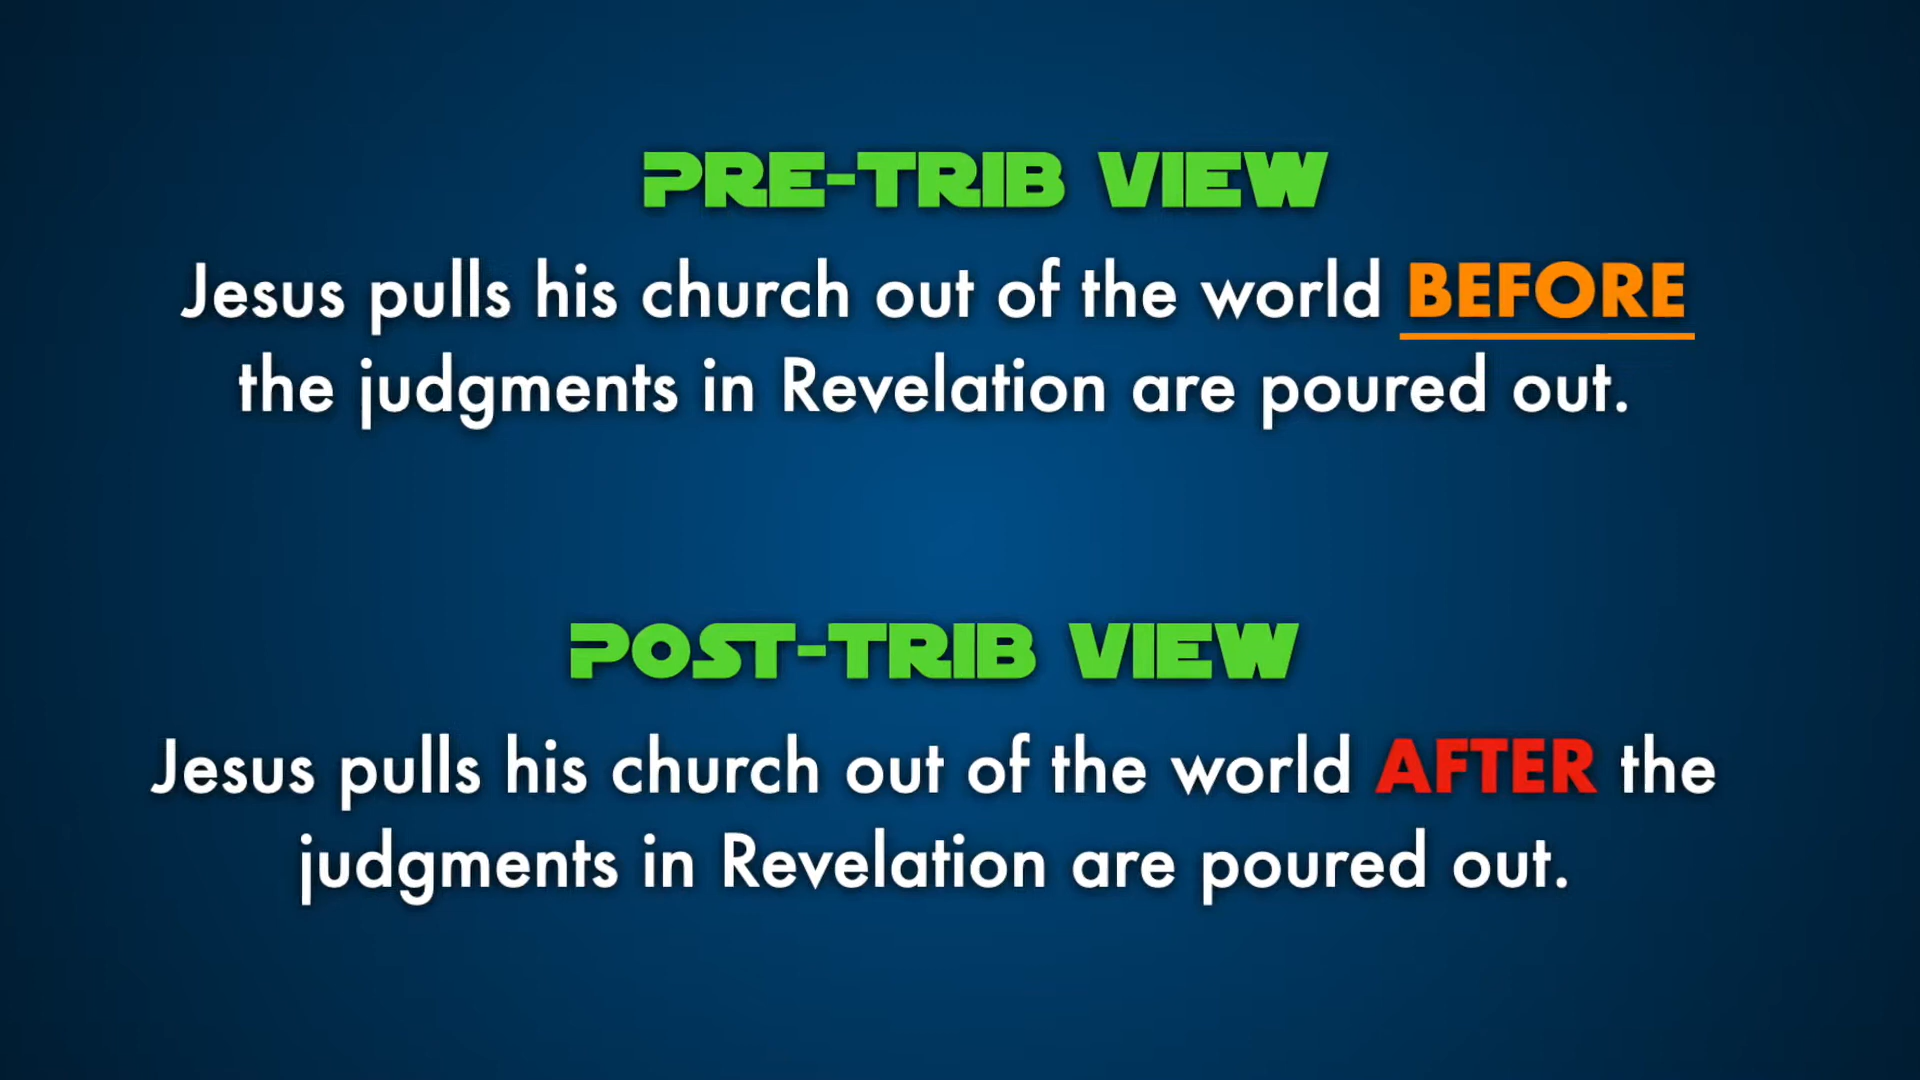 PRE-TRIB VIEW
Jesus pulls his church out of the world BEFORE
the judgments in Revelation are poured out.
POST-TRIB VIEW
Jesus pulls his church out of the world AFTER the
judgments in Revelation are poured out.